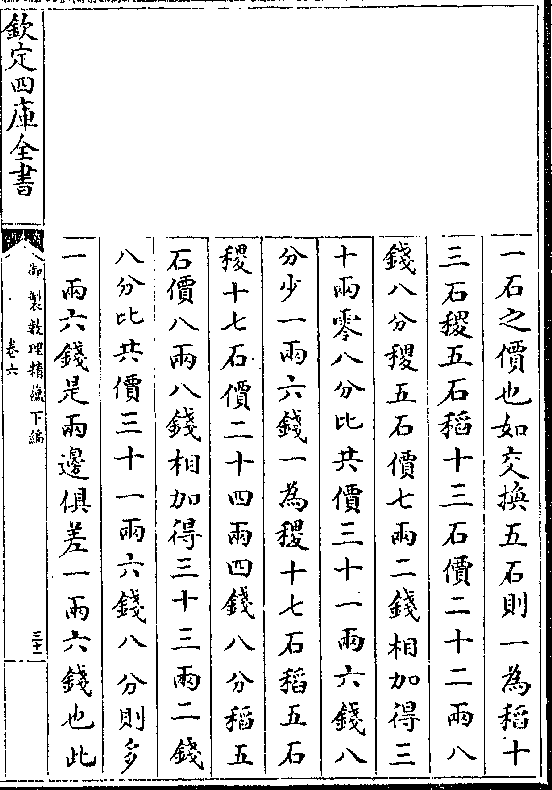 一石之價也如交換五石則一為稻十
三石稷五石稻十三石價二十二兩八
錢八分稷五石價七兩二錢相加得三
十兩零八分比共價三十一兩六錢八
分少一兩六錢一為稷十七石稻五石
稷十七石價二十四兩四錢八分稻五
石價八兩八錢相加得三十三兩二錢
八分比共價三十一兩六錢八分則多
一兩六錢是兩邊俱差一兩六錢也此
欽定四庫全書
御製數理精蘊下編
卷六
三十一